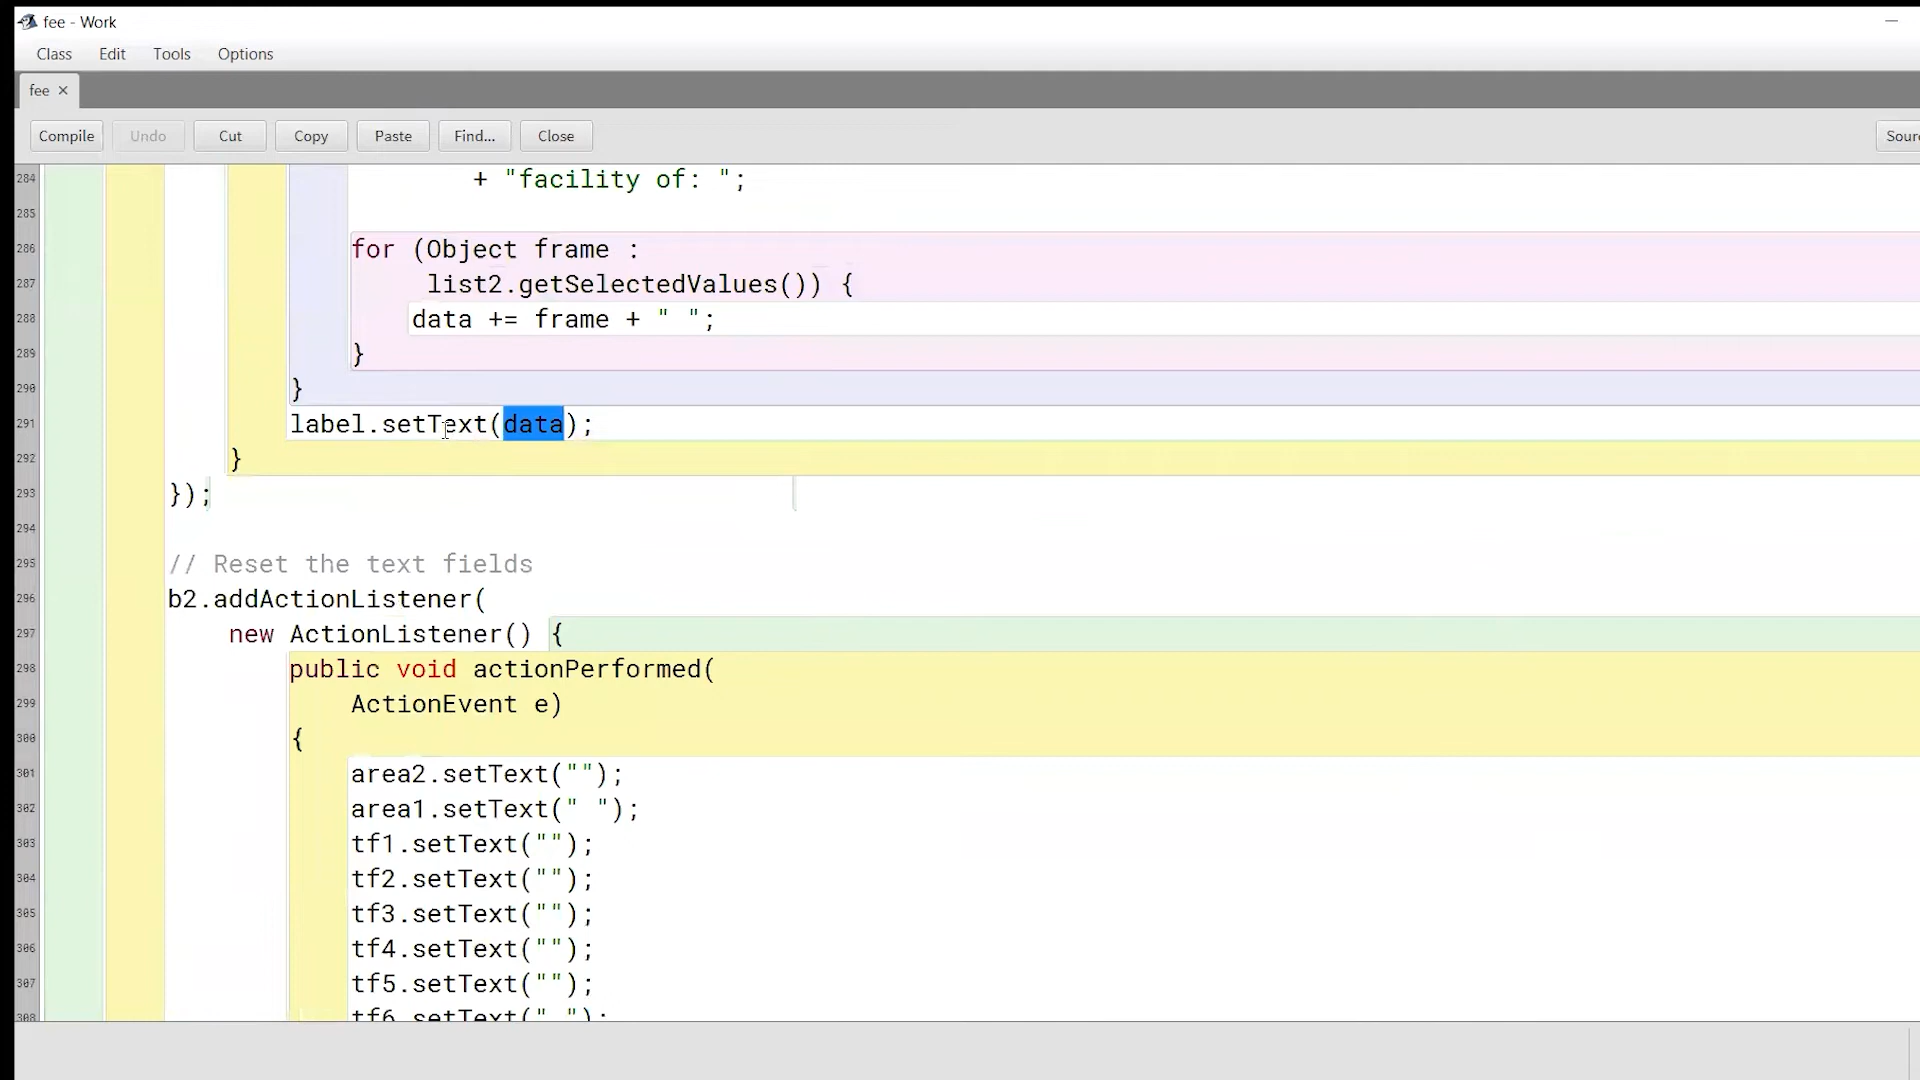 fee - Work
Class Edit Tools Options
fee ×
Compile Undo Cut Copy Paste Find... Close Sour
284 + "facility of: ";
285
286 for (Object frame :
287 list2.getSelectedValues()) {
288 data += frame + " ";
289 }
290 }
291 label.setText(data);
292 }
293 });
294
295 // Reset the text fields
296 b2.addActionListener(
297 new ActionListener() {
298 public void actionPerformed(
299 ActionEvent e)
300 {
301 area2.setText("");
302 area1.setText(" ");
303 tf1.setText("");
304 tf2.setText("");
305 tf3.setText("");
306 tf4.setText("");
307 tf5.setText("");
308 tf6.setText(" ");